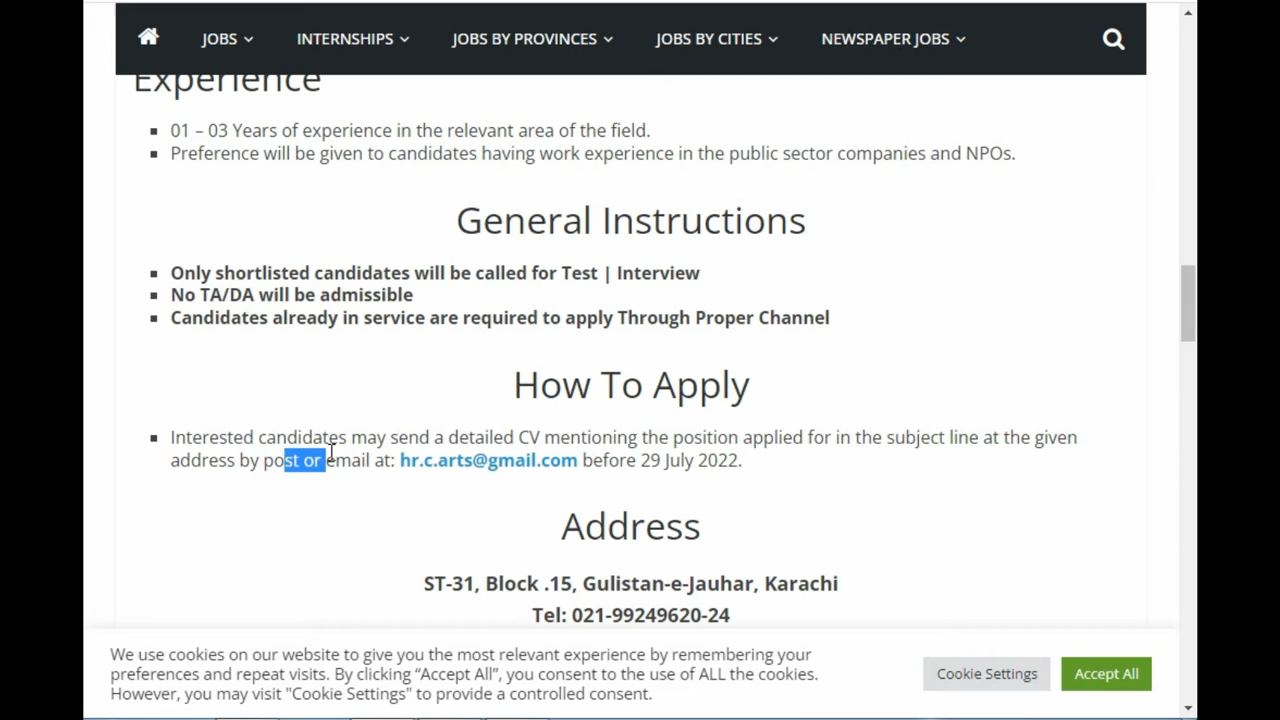 JOBS INTERNSHIPS JOBS BY PROVINCES JOBS BY CITIES NEWSPAPER JOBS
Experience
01 – 03 Years of experience in the relevant area of the field.
Preference will be given to candidates having work experience in the public sector companies and NPOs.
General Instructions
Only shortlisted candidates will be called for Test | Interview
No TA/DA will be admissible
Candidates already in service are required to apply Through Proper Channel
How To Apply
Interested candidates may send a detailed CV mentioning the position applied for in the subject line at the given
address by post or email at: hr.c.arts@gmail.com before 29 July 2022.
Address
ST-31, Block .15, Gulistan-e-Jauhar, Karachi
Tel: 021-99249620-24
We use cookies on our website to give you the most relevant experience by remembering your
preferences and repeat visits. By clicking “Accept All”, you consent to the use of ALL the cookies.
However, you may visit "Cookie Settings" to provide a controlled consent.
Cookie Settings
Accept All